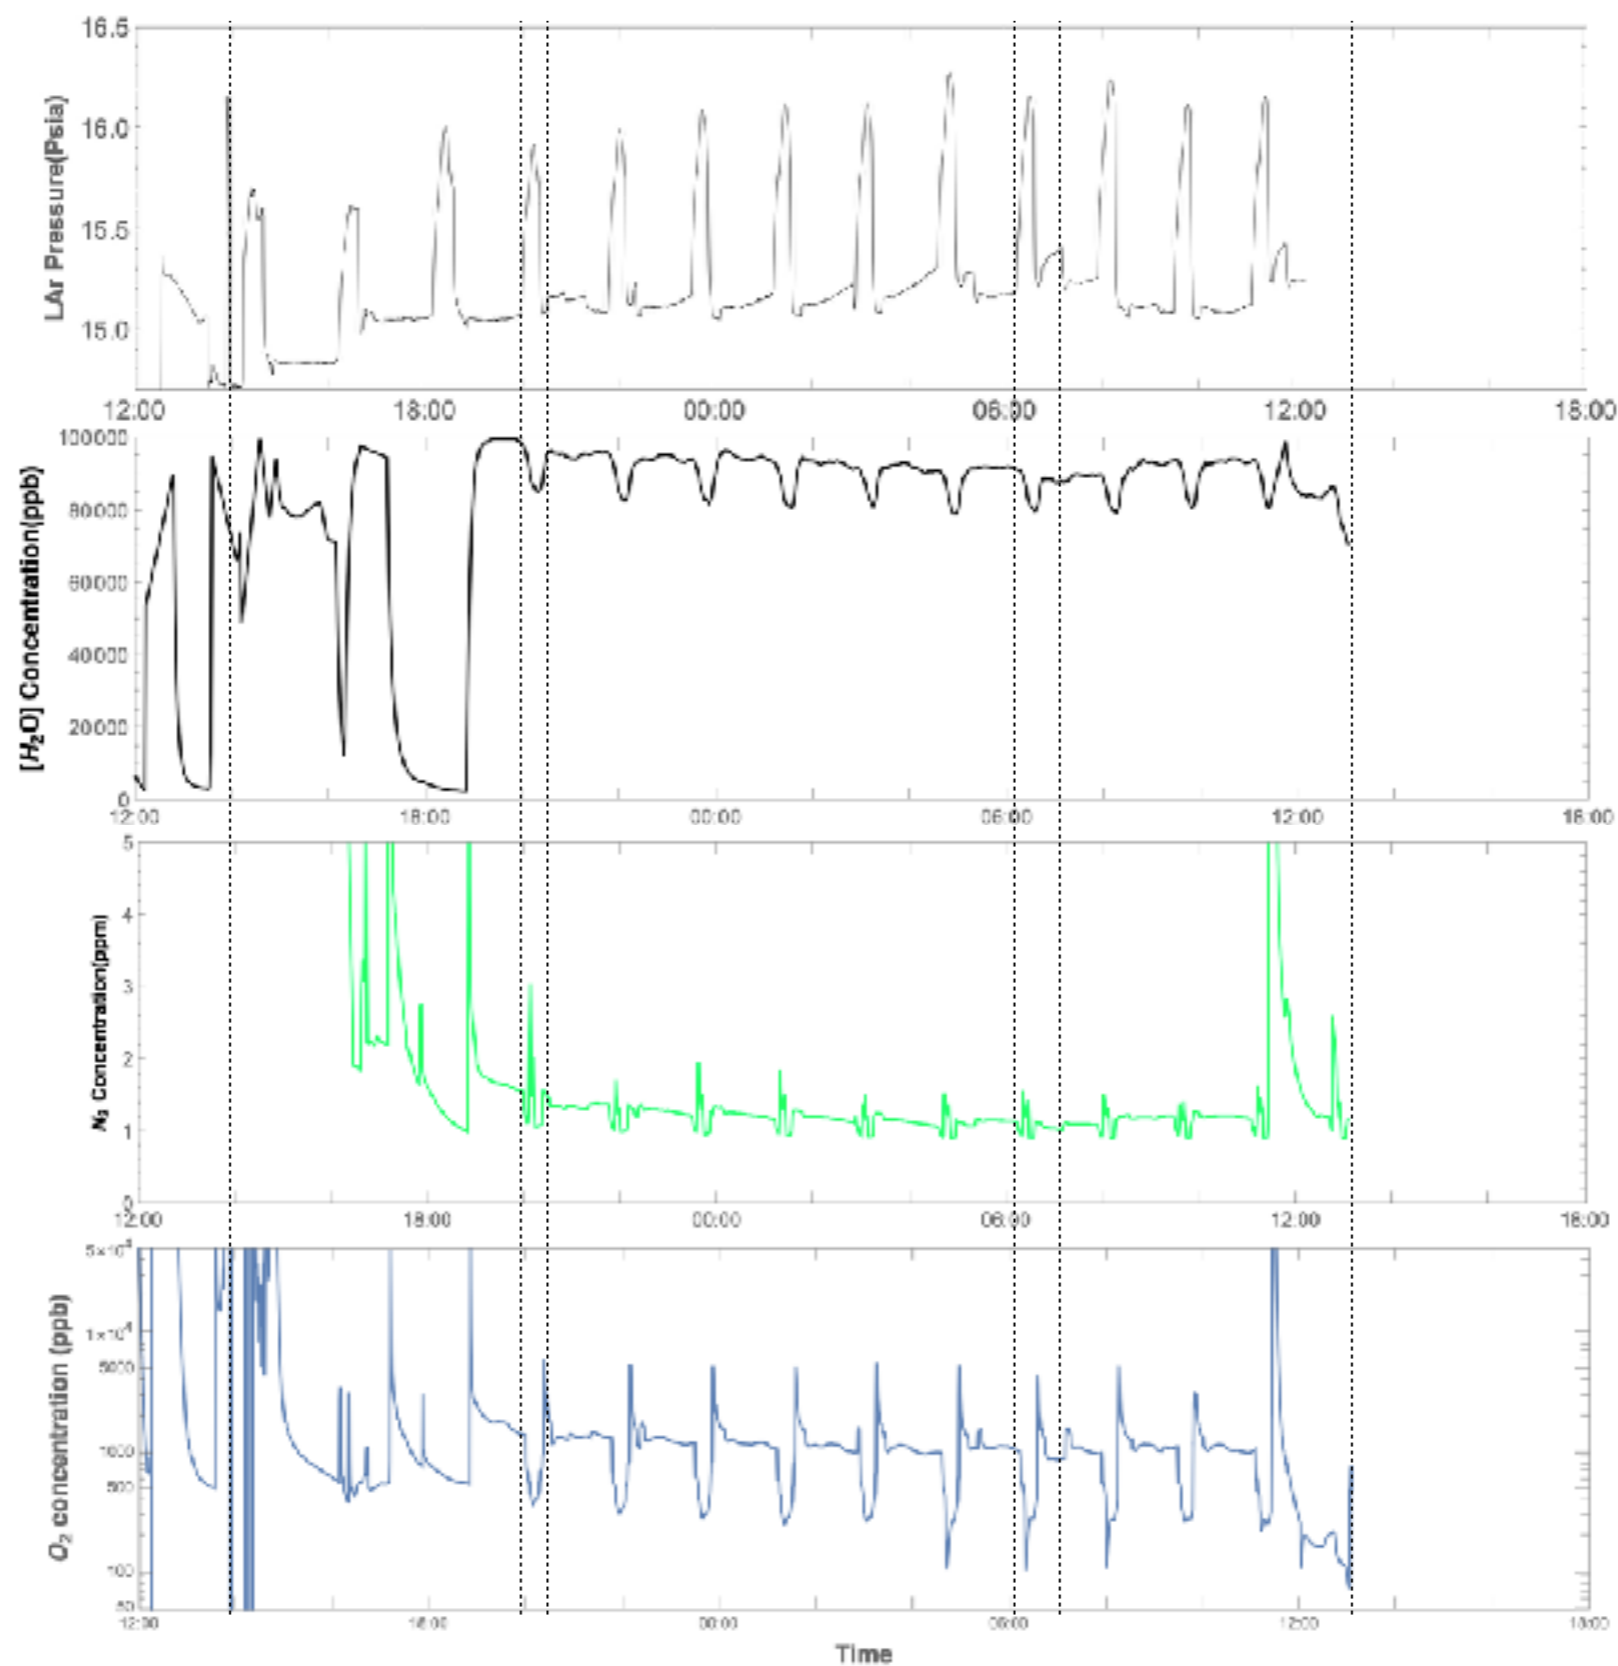 LAr Pressure(Psia)
16.5
16.0
15.5
15.0
12:00 18:00 00:00 06:00 12:00 18:00
[H₂O] Concentration(ppb)
100000
80000
60000
40000
20000
0
12:00 18:00 00:00 06:00 12:00 18:00
Concentration(ppm)
5
4
3
2
1
0
12:00 18:00 00:00 06:00 12:00 18:00
O₂ concentration (ppb)
5000
1000
500
100
50
12:00 18:00 00:00 06:00 12:00 18:00
Time